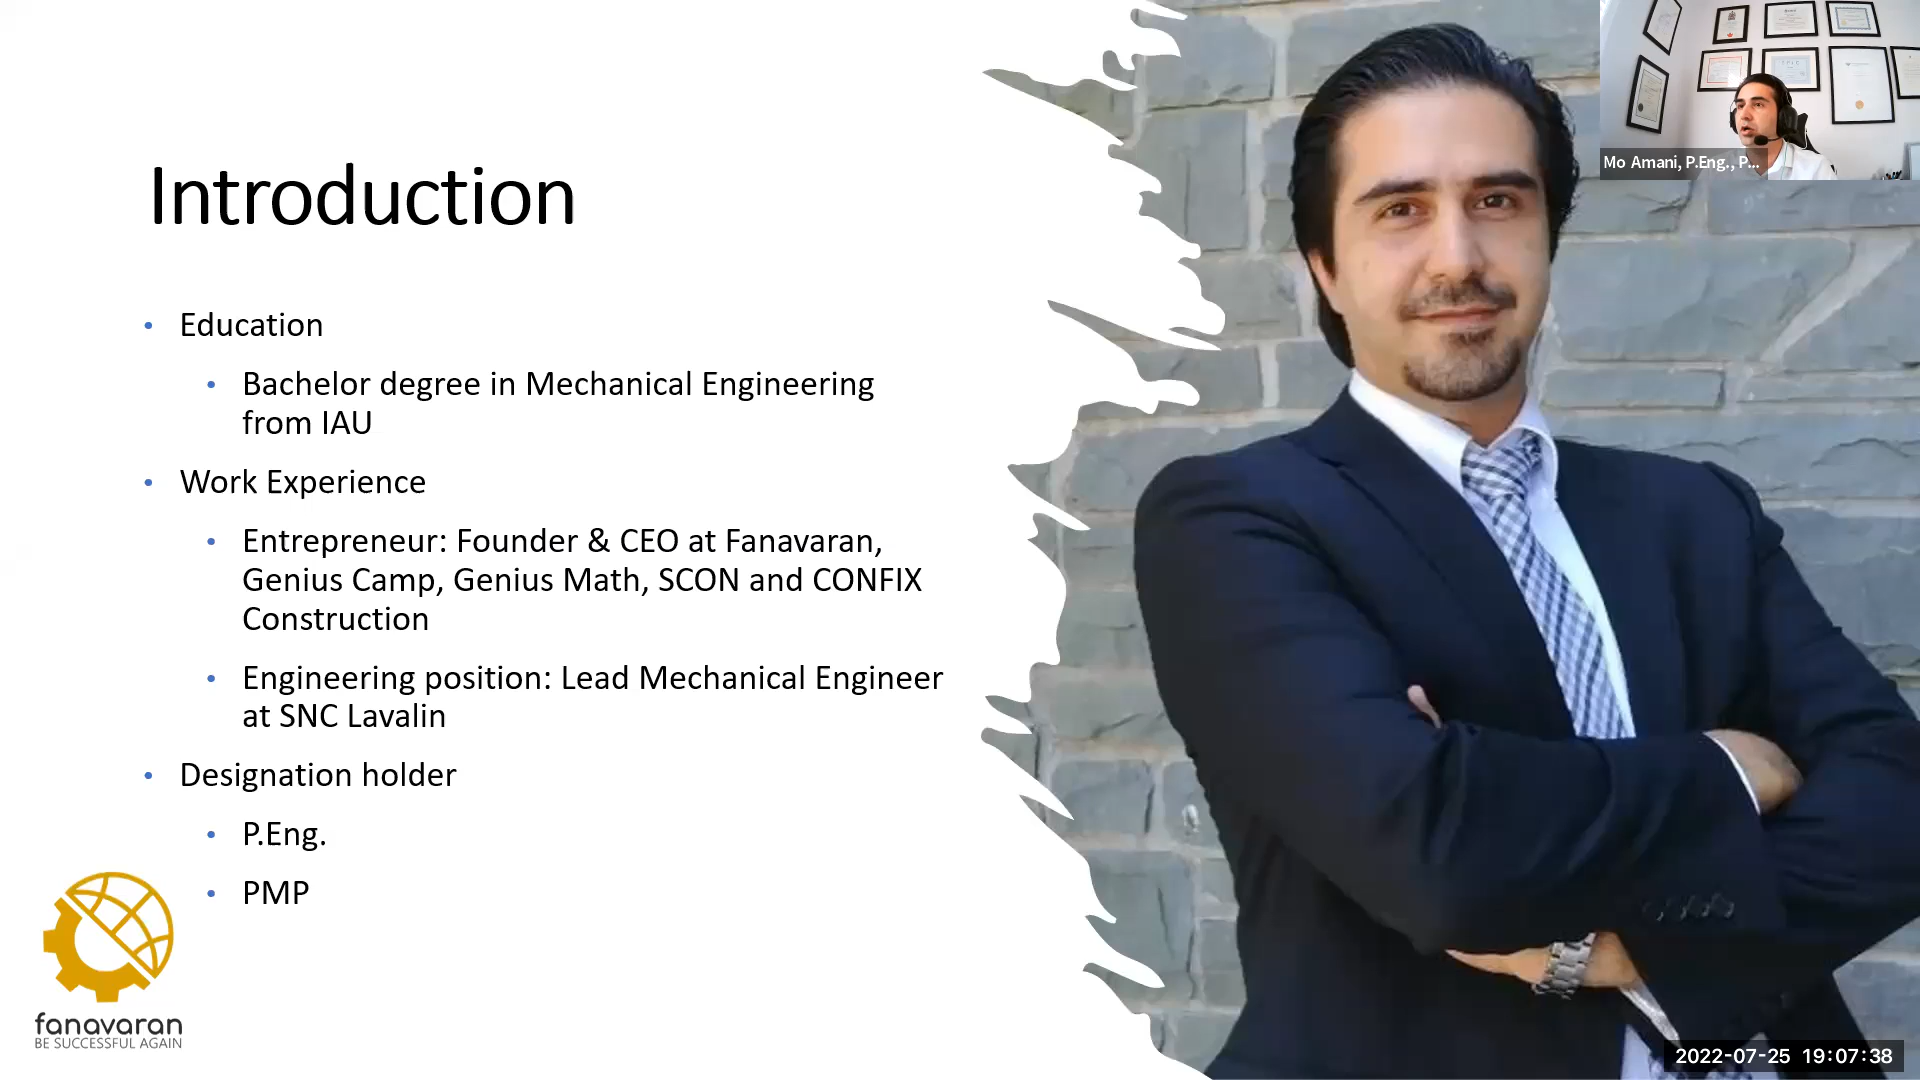 Mo Amani, P.Eng., P...
Introduction
Education
Bachelor degree in Mechanical Engineering
from IAU
Work Experience
Entrepreneur: Founder & CEO at Fanavaran,
Genius Camp, Genius Math, SCON and CONFIX
Construction
Engineering position: Lead Mechanical Engineer
at SNC Lavalin
Designation holder
P.Eng.
PMP
fanavaran
BE SUCCESSFUL AGAIN
2022-07-25 19:07:38